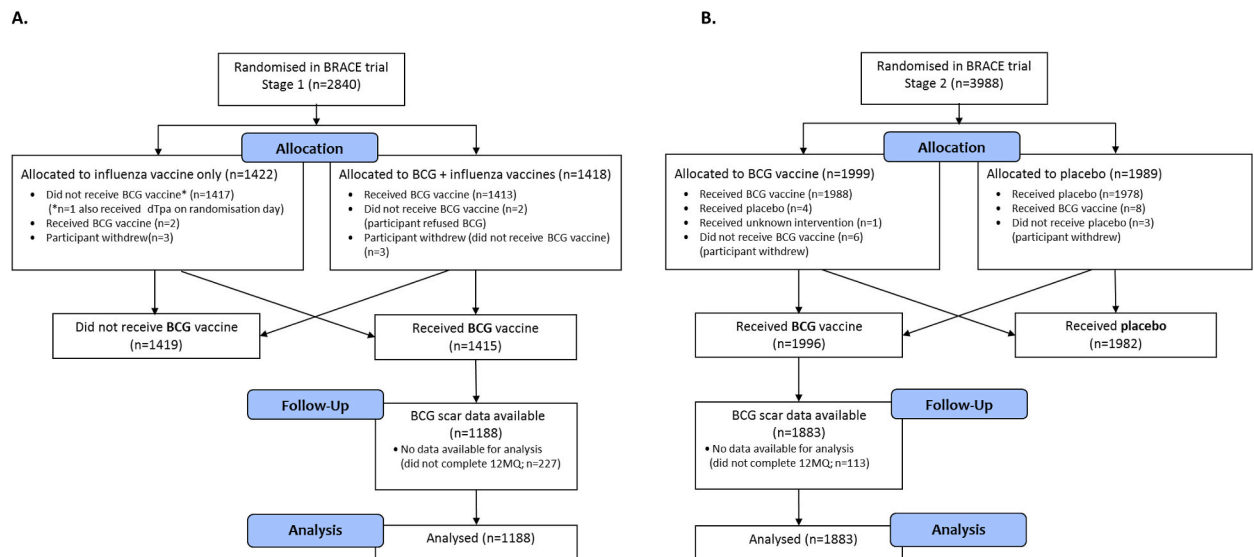 A.
Randomised in BRACE trial
Stage 1 (n=2840)
Allocation
Allocated to influenza vaccine only (n=1422)
• Did not receive BCG vaccine* (n=1417)
(*n=1 also received dTpa on randomisation day)
• Received BCG vaccine (n=2)
• Participant withdrew(n=3)
Allocated to BCG + influenza vaccines (n=1418)
• Received BCG vaccine (n=1413)
• Did not receive BCG vaccine (n=2)
(participant refused BCG)
• Participant withdrew (did not receive BCG vaccine)
(n=3)
Did not receive BCG vaccine
(n=1419)
Received BCG vaccine
(n=1415)
Follow-Up
BCG scar data available
(n=1188)
• No data available for analysis
(did not complete 12MQ; n=227)
Analysis
Analysed (n=1188)
B.
Randomised in BRACE trial
Stage 2 (n=3988)
Allocation
Allocated to BCG vaccine (n=1999)
• Received BCG vaccine (n=1988)
• Received placebo (n=4)
• Received unknown intervention (n=1)
• Did not receive BCG vaccine (n=6)
(participant withdrew)
Allocated to placebo (n=1989)
• Received placebo (n=1978)
• Received BCG vaccine (n=8)
• Did not receive placebo (n=3)
(participant withdrew)
Received BCG vaccine
(n=1996)
Received placebo
(n=1982)
Follow-Up
BCG scar data available
(n=1883)
• No data available for analysis
(did not complete 12MQ; n=113)
Analysis
Analysed (n=1883)